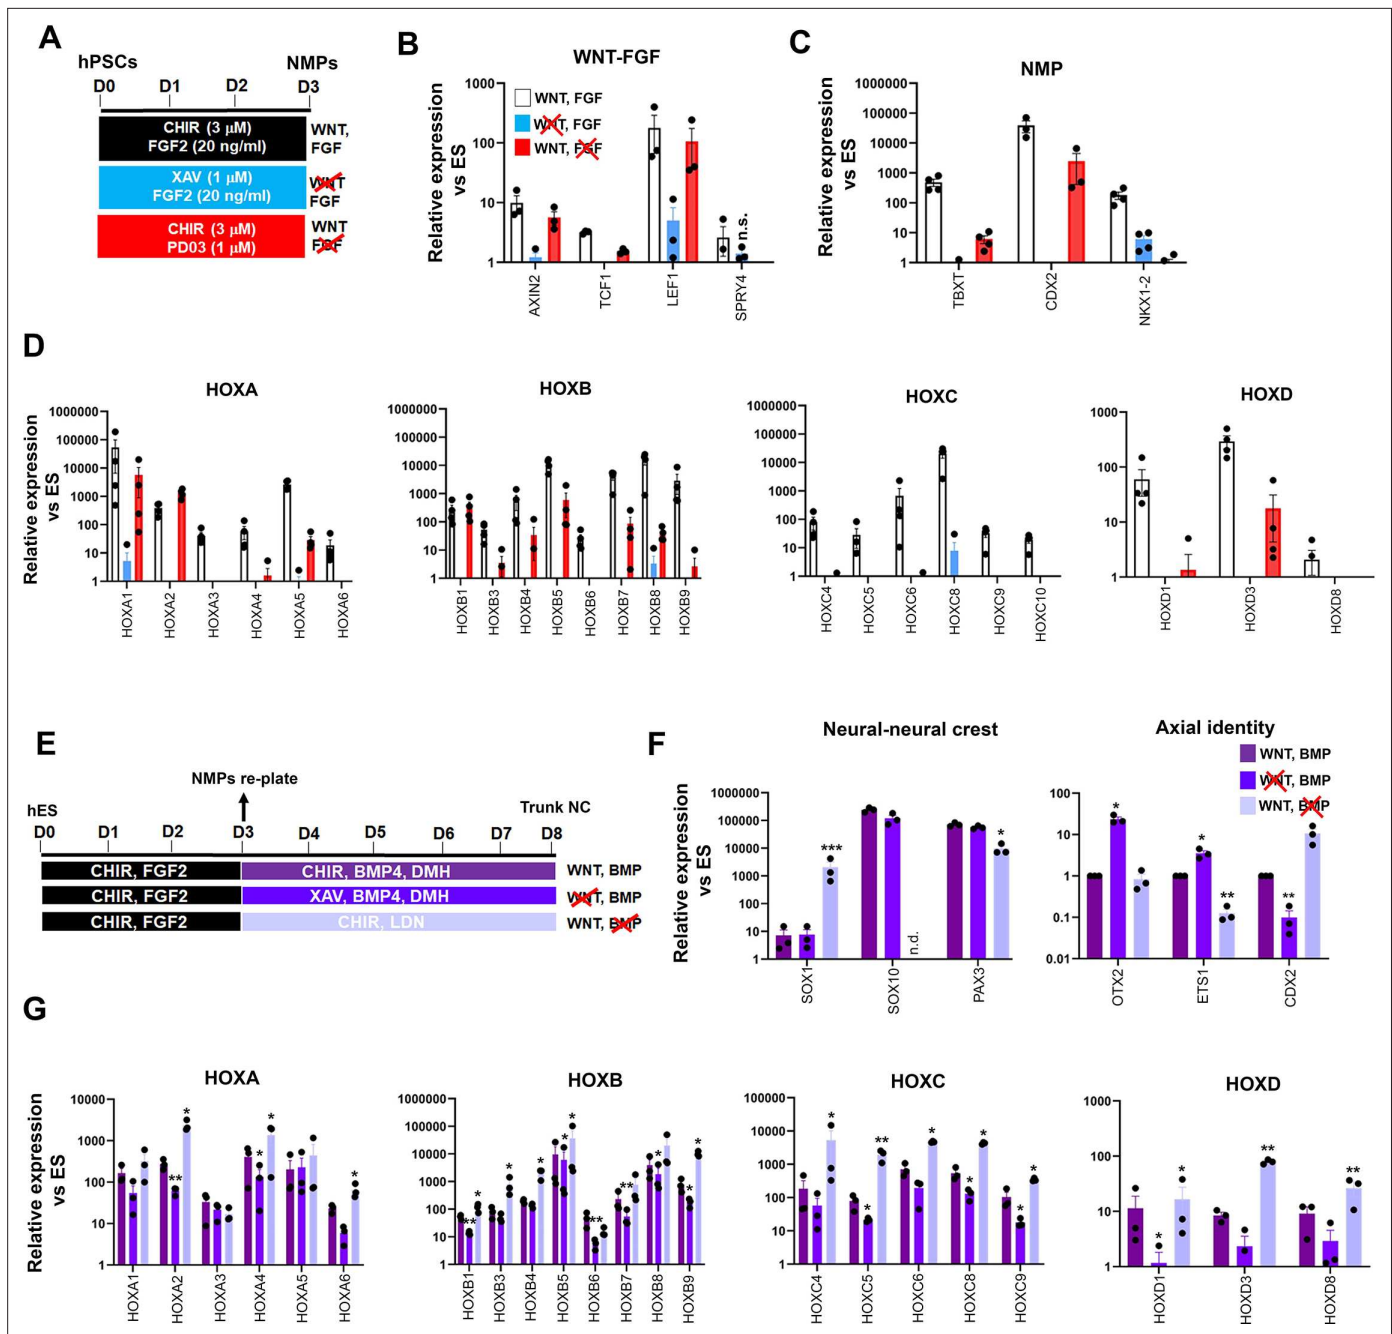 A
hPSCs
NMPs
D0 D1 D2 D3
CHIR (3 µM)
FGF2 (20 ng/ml)
WNT,
FGF
XAV (1 µM)
FGF2 (20 ng/ml)
WNT
FGF
CHIR (3 µM)
PD03 (1 µM)
WNT
FGF
B
WNT-FGF
Relative expression
vs ES
1000
100
10
1
WNT, FGF
WNT, FGF
WNT, FGF
n.s.
AXIN2
TCF1
LEF1
SPRY4
C
NMP
Relative expression
vs ES
1000000
100000
10000
1000
100
10
1
TBXT
CDX2
NKX1-2
D
HOXA
Relative expression
vs ES
1000000
100000
10000
1000
100
10
1
HOXA1
HOXA2
HOXA3
HOXA4
HOXA5
HOXA6
HOXB
1000000
100000
10000
1000
100
10
1
HOXB1
HOXB3
HOXB4
HOXB5
HOXB6
HOXB7
HOXB8
HOXB9
HOXC
1000000
100000
10000
1000
100
10
1
HOXC4
HOXC5
HOXC6
HOXC8
HOXC9
HOXC10
HOXD
1000
100
10
1
HOXD1
HOXD3
HOXD8
E
NMPs re-plate
hES
Trunk NC
D0 D1 D2 D3 D4 D5 D6 D7 D8
CHIR, FGF2 CHIR, BMP4, DMH WNT, BMP
CHIR, FGF2 XAV, BMP4, DMH WNT, BMP
CHIR, FGF2 CHIR, LDN WNT, BMP
F
Neural-neural crest
Relative expression
vs ES
1000000
100000
10000
1000
100
10
1
***
n.d.
*
SOX1
SOX10
PAX3
Axial identity
WNT, BMP
WNT, BMP
WNT, BMP
100
10
1
0.1
0.01
*
*
**
**
OTX2
ETS1
CDX2
G
HOXA
Relative expression
vs ES
10000
1000
100
10
1
**
*
*
*
*
HOXA1
HOXA2
HOXA3
HOXA4
HOXA5
HOXA6
HOXB
1000000
100000
10000
1000
100
10
1
**
*
*
*
*
*
**
**
*
*
*
HOXB1
HOXB3
HOXB4
HOXB5
HOXB6
HOXB7
HOXB8
HOXB9
HOXC
100000
10000
1000
100
10
1
*
*
**
*
*
*
*
*
HOXC4
HOXC5
HOXC6
HOXC8
HOXC9
HOXD
1000
100
10
1
*
*
**
**
HOXD1
HOXD3
HOXD8